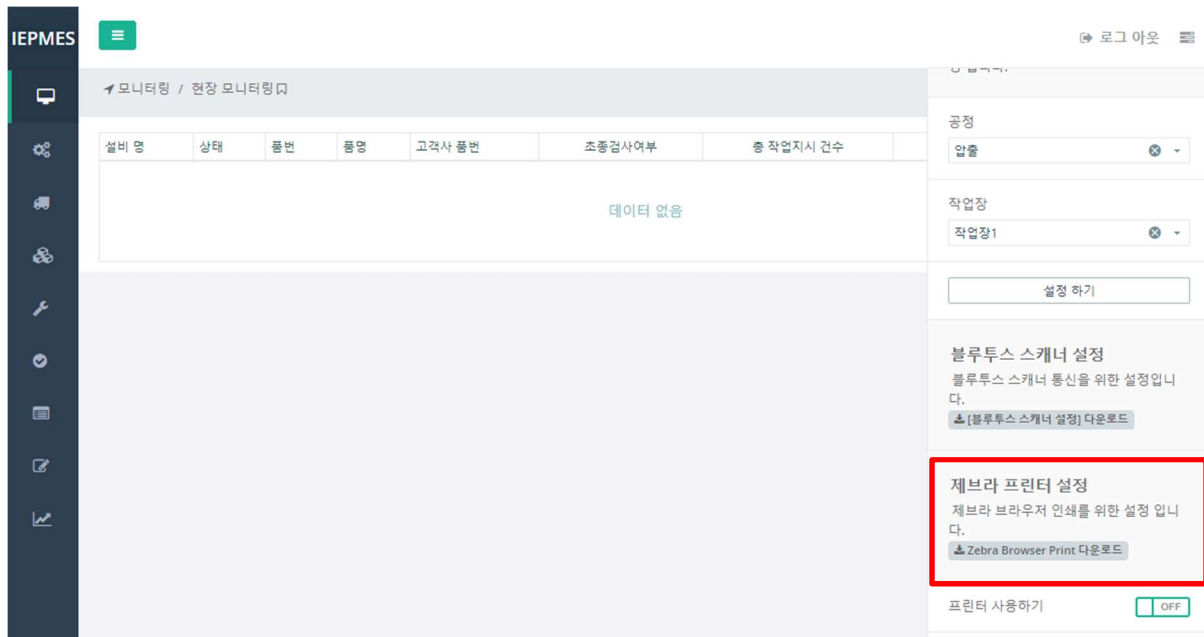 IEPMES
로그 아웃
모니터링 / 현장 모니터링
설비 명 상태 품번 품명 고객사 품번 초종검사여부 총 작업지시 건수
데이터 없음
공정
압출
작업장
작업장1
설정 하기
블루투스 스캐너 설정
블루투스 스캐너 통신을 위한 설정입니
다.
[블루투스 스캐너 설정] 다운로드
제브라 프린터 설정
제브라 브라우저 인쇄를 위한 설정 입니
다.
Zebra Browser Print 다운로드
프린터 사용하기 OFF